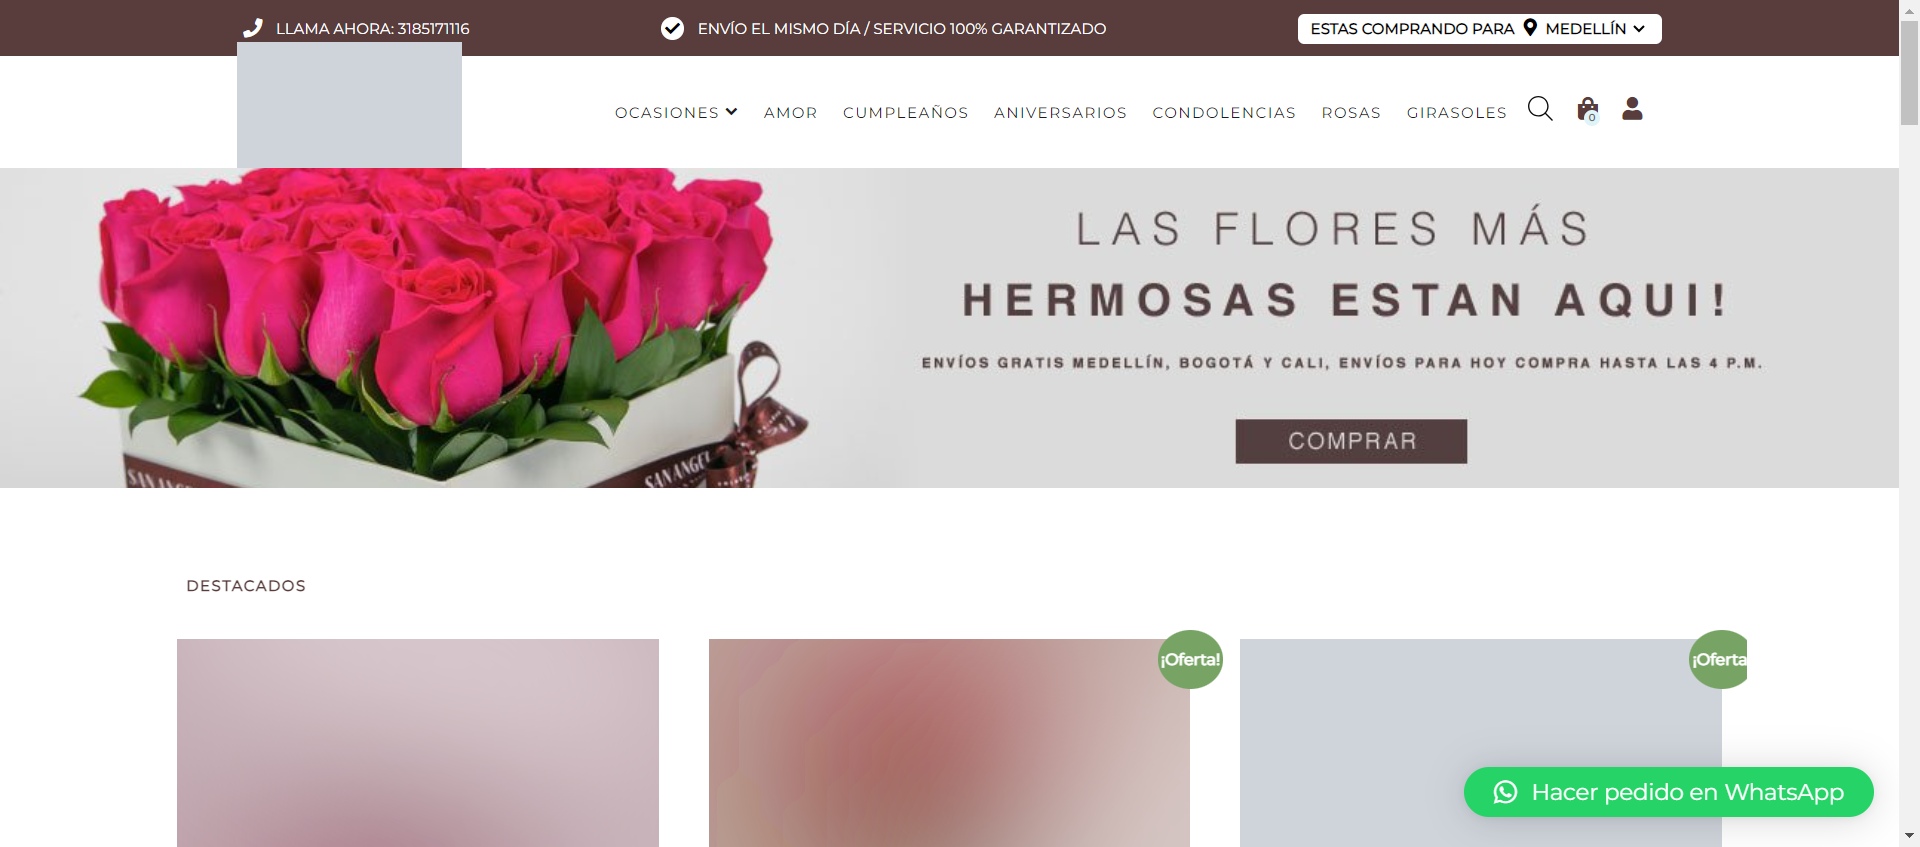 LLAMA AHORA: 3185171116
ENVÍO EL MISMO DÍA / SERVICIO 100% GARANTIZADO
ESTAS COMPRANDO PARA MEDELLÍN
OCASIONES
AMOR
CUMPLEAÑOS
ANIVERSARIOS
CONDOLENCIAS
ROSAS
GIRASOLES
0
LAS FLORES MÁS
HERMOSAS ESTAN AQUI!
ENVÍOS GRATIS MEDELLÍN, BOGOTÁ Y CALI, ENVÍOS PARA HOY COMPRA HASTA LAS 4 P.M.
COMPRAR
SAN ANGEL
DESTACADOS
¡Oferta!
¡Oferta
Hacer pedido en WhatsApp